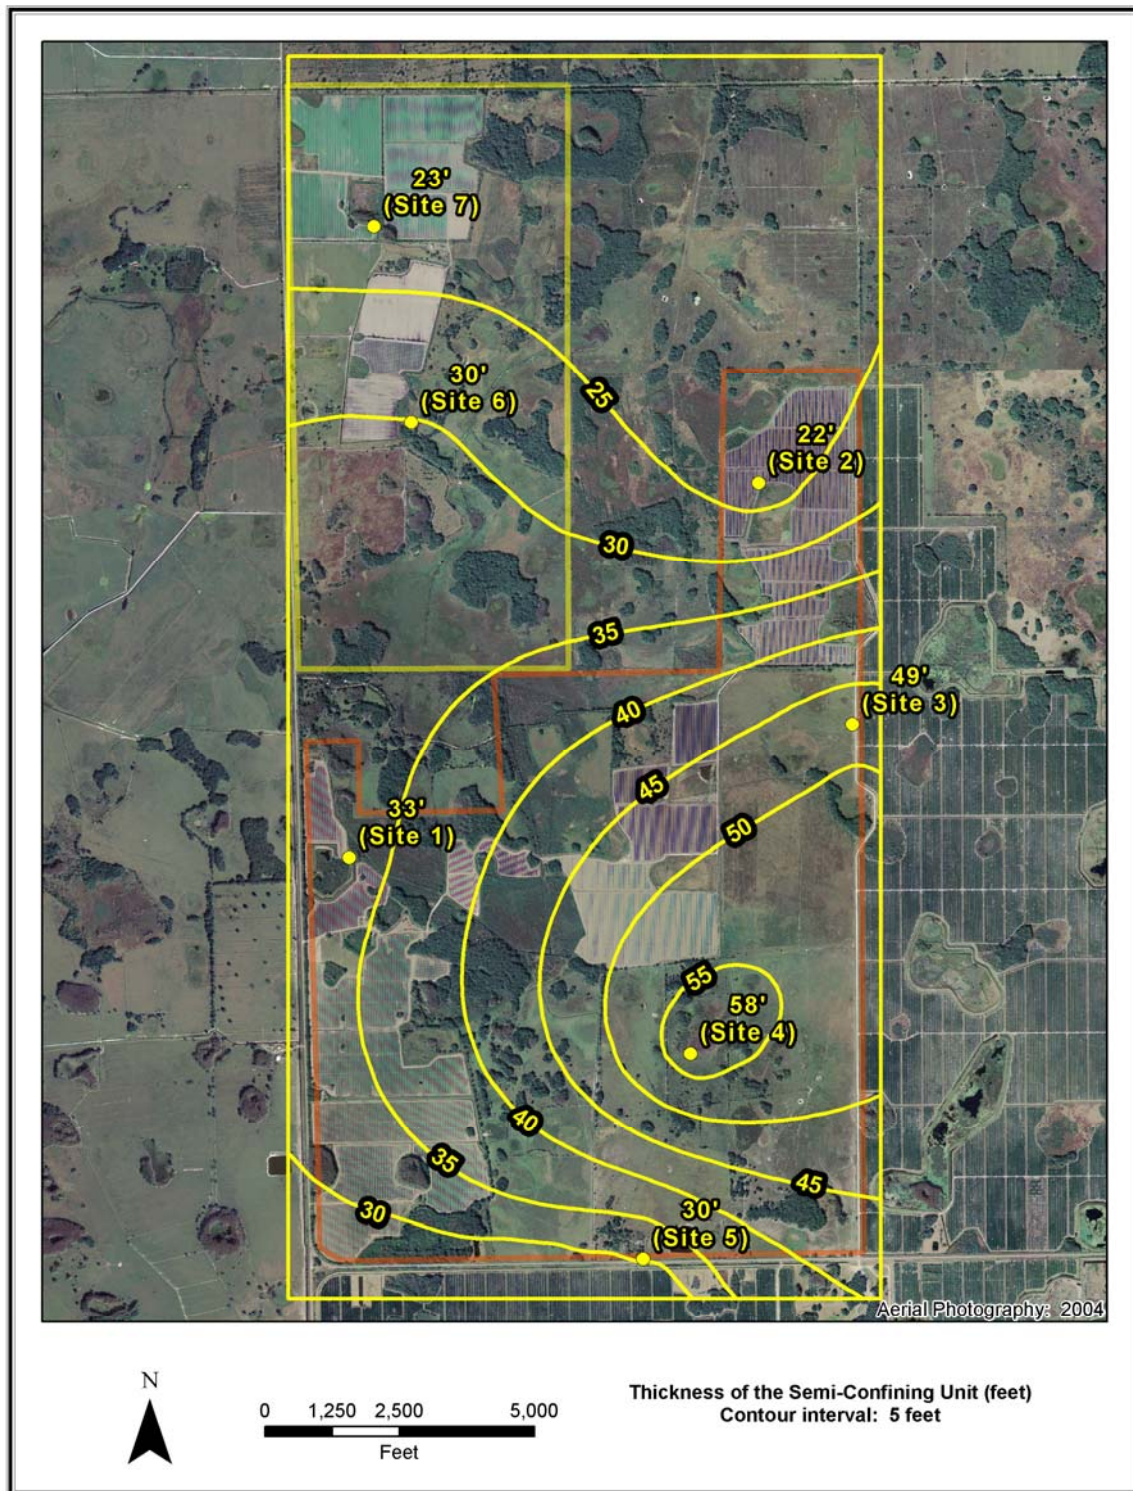 23'
(Site 7)
30'
(Site 6)
25
22'
(Site 2)
30
35
49'
(Site 3)
40
45
33'
(Site 1)
50
55
58'
(Site 4)
40
35
45
30
30'
(Site 5)
Aerial Photography: 2004
N
0 1,250 2,500 5,000
Feet
Thickness of the Semi-Confining Unit (feet)
Contour interval: 5 feet